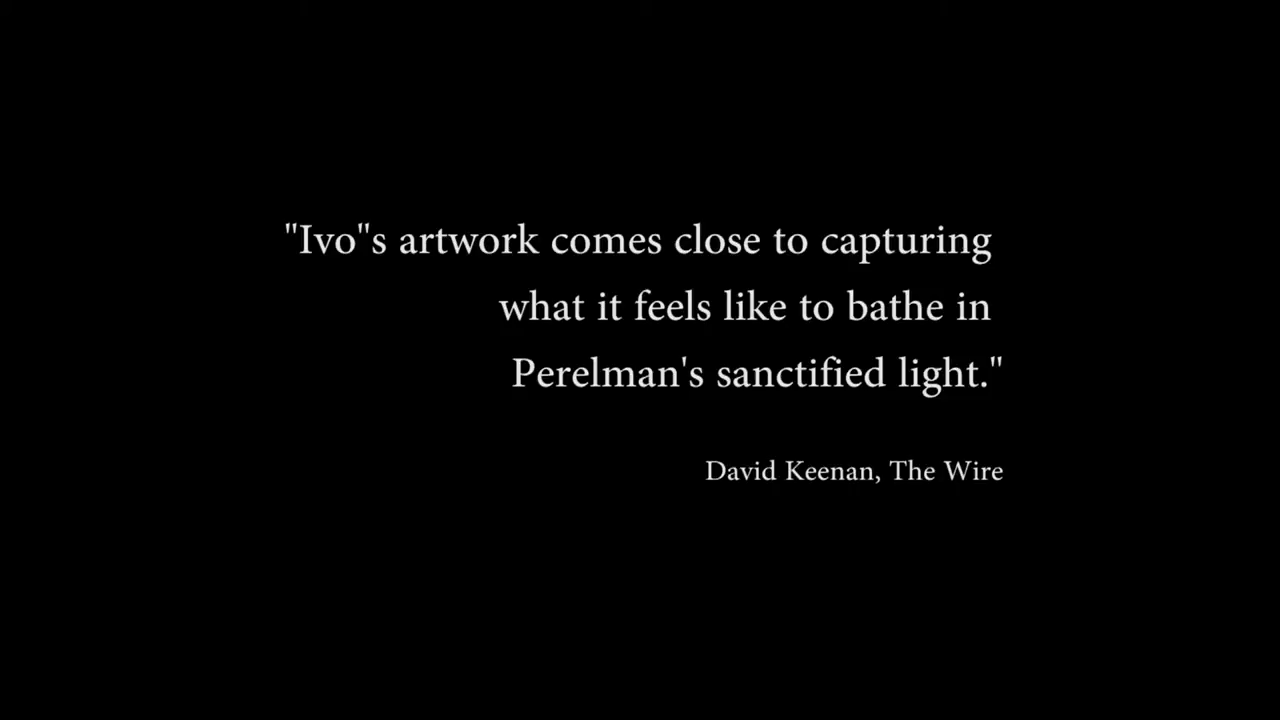 "Ivo"s artwork comes close to capturing
what it feels like to bathe in
Perelman's sanctified light."
David Keenan, The Wire